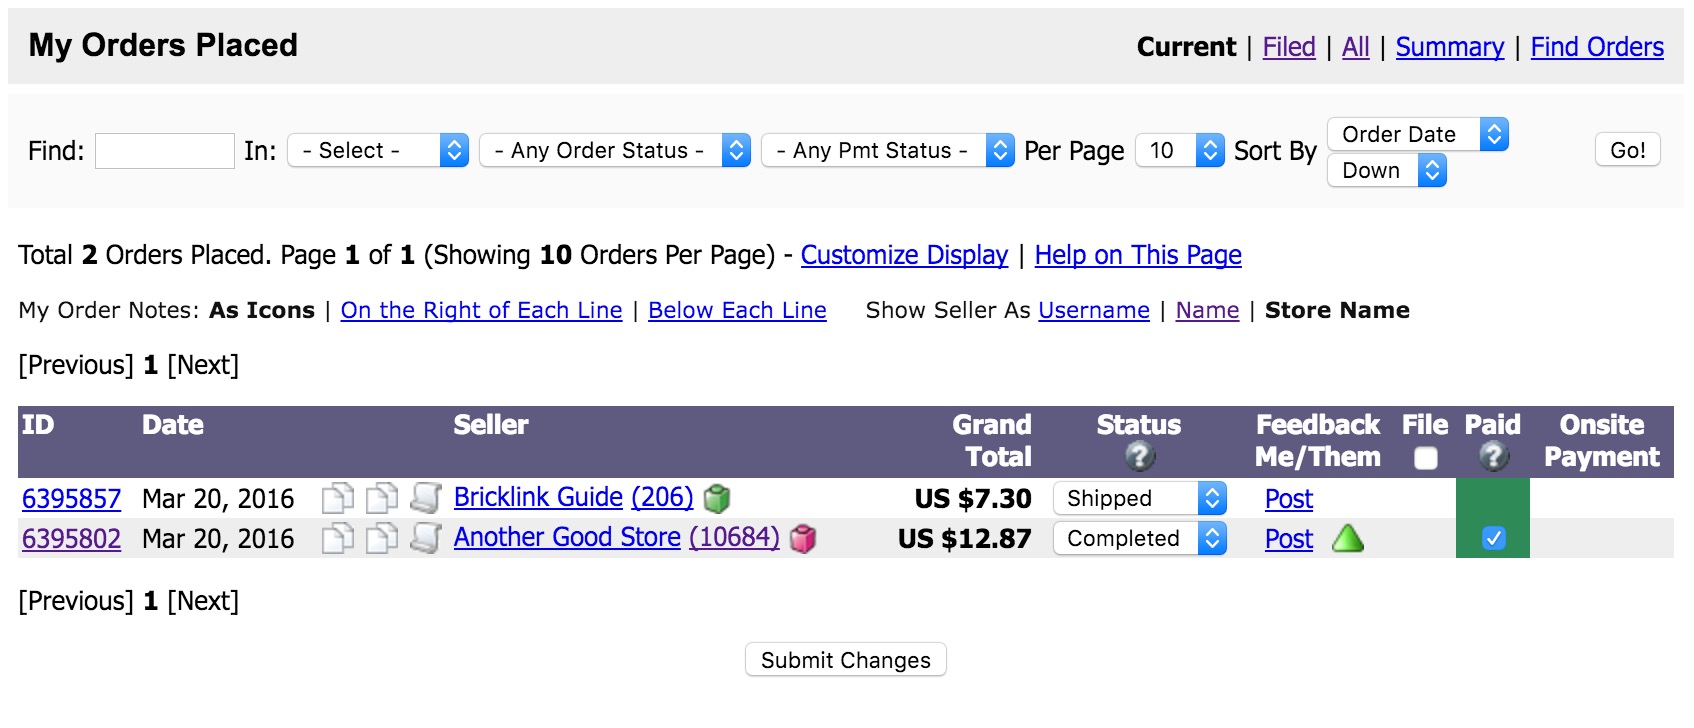 My Orders Placed
Current | Filed | All | Summary | Find Orders
Find: In: - Select - - Any Order Status - - Any Pmt Status - Per Page 10 Sort By Order Date Down Go!
Total 2 Orders Placed. Page 1 of 1 (Showing 10 Orders Per Page) - Customize Display | Help on This Page
My Order Notes: As Icons | On the Right of Each Line | Below Each Line Show Seller As Username | Name | Store Name
[Previous] 1 [Next]
ID Date Seller Grand Total Status ? Feedback Me/Them File Paid ? Onsite Payment
6395857 Mar 20, 2016 Bricklink Guide (206) US $7.30 Shipped Post
6395802 Mar 20, 2016 Another Good Store (10684) US $12.87 Completed Post
[Previous] 1 [Next]
Submit Changes